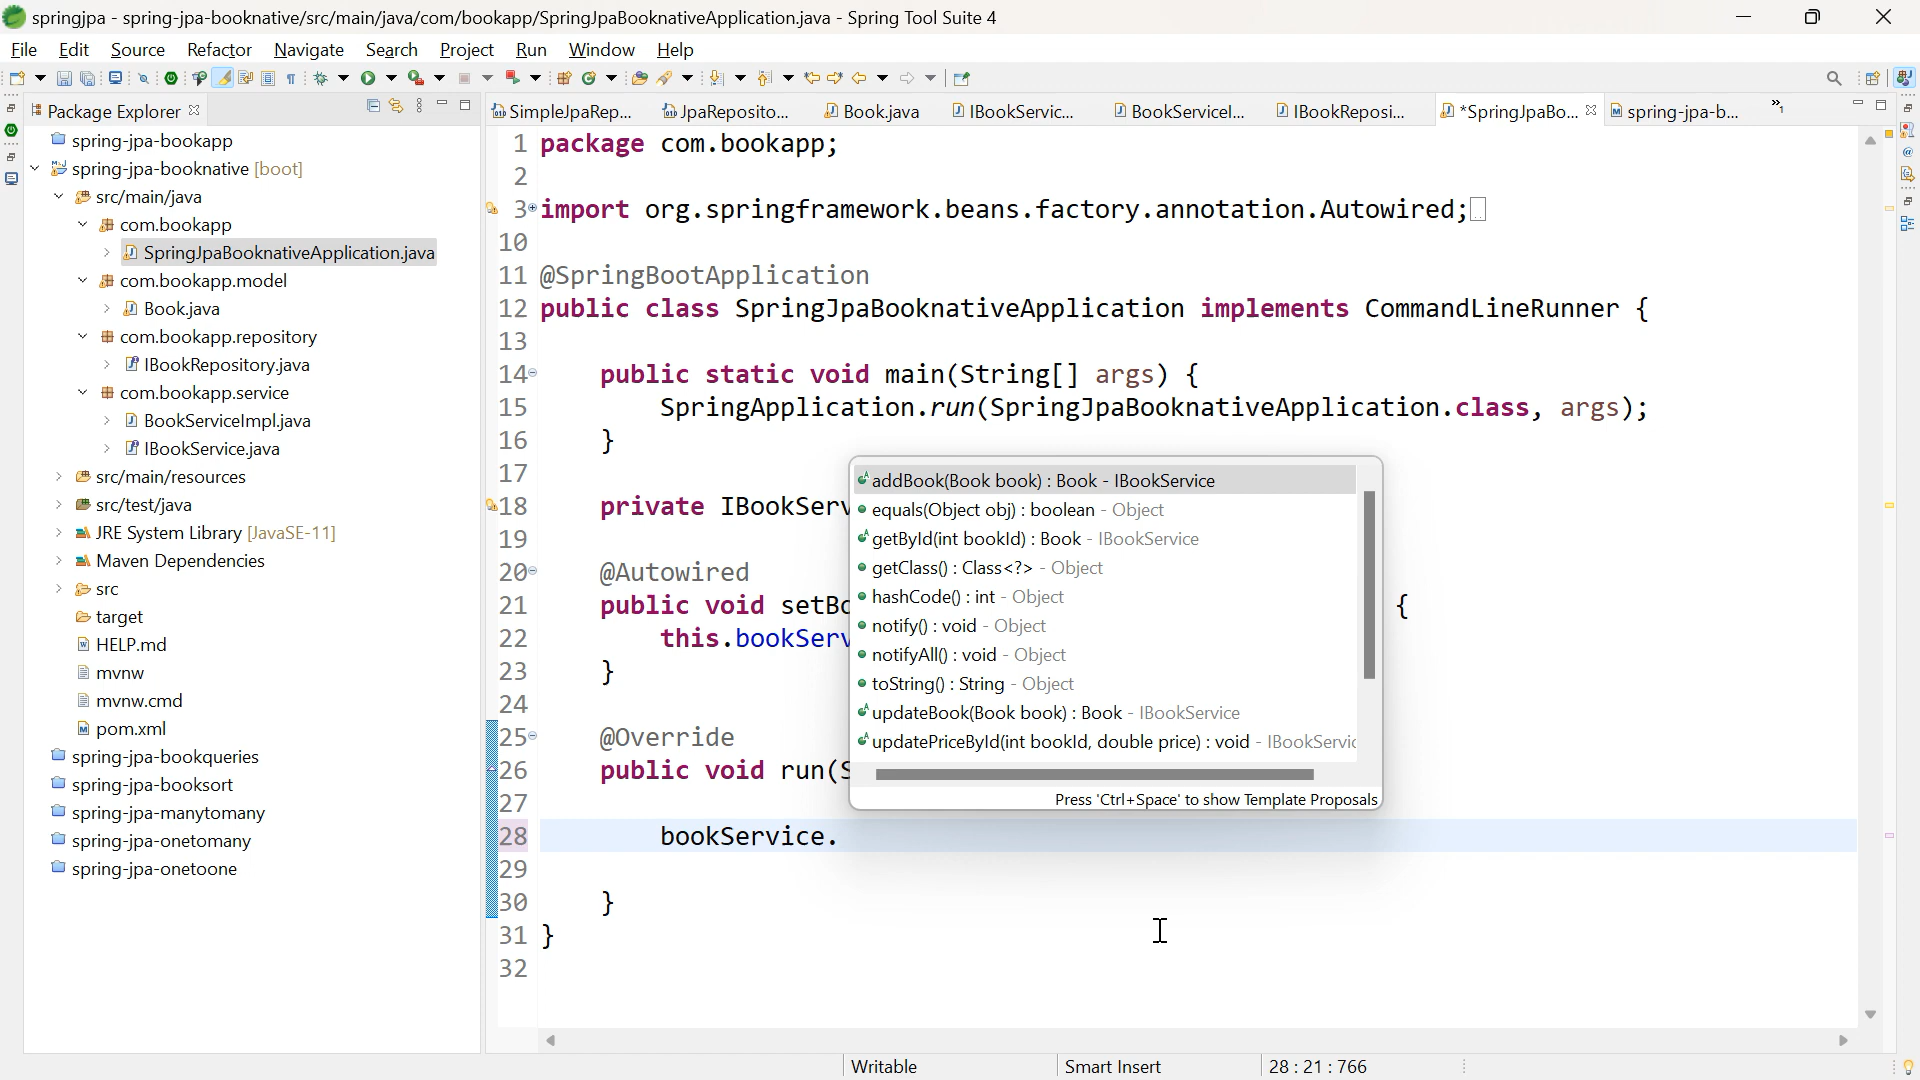 springjpa - spring-jpa-booknative/src/main/java/com/bookapp/SpringJpaBooknativeApplication.java - Spring Tool Suite 4
File Edit Source Refactor Navigate Search Project Run Window Help
Package Explorer
spring-jpa-bookapp
spring-jpa-booknative [boot]
src/main/java
com.bookapp
SpringJpaBooknativeApplication.java
com.bookapp.model
Book.java
com.bookapp.repository
IBookRepository.java
com.bookapp.service
BookServiceImpl.java
IBookService.java
src/main/resources
src/test/java
JRE System Library [JavaSE-11]
Maven Dependencies
src
target
HELP.md
mvnw
mvnw.cmd
pom.xml
spring-jpa-bookqueries
spring-jpa-booksort
spring-jpa-manytomany
spring-jpa-onetomany
spring-jpa-onetoone
SimpleJpaRep... JpaReposito... Book.java IBookServic... BookServiceI... IBookReposi... *SpringJpaBo... spring-jpa-b... »1
1 package com.bookapp;
2
3 import org.springframework.beans.factory.annotation.Autowired;
10
11 @SpringBootApplication
12 public class SpringJpaBooknativeApplication implements CommandLineRunner {
13
14 public static void main(String[] args) {
15 SpringApplication.run(SpringJpaBooknativeApplication.class, args);
16 }
17
18 private IBookServ
19
20 @Autowired
21 public void setBo {
22 this.bookServ
23 }
24
25 @Override
26 public void run(S
27
28 bookService.
29
30 }
31 }
32
addBook(Book book) : Book - IBookService
equals(Object obj) : boolean - Object
getById(int bookId) : Book - IBookService
getClass() : Class<?> - Object
hashCode() : int - Object
notify() : void - Object
notifyAll() : void - Object
toString() : String - Object
updateBook(Book book) : Book - IBookService
updatePriceById(int bookId, double price) : void - IBookServic
Press 'Ctrl+Space' to show Template Proposals
Writable Smart Insert 28 : 21 : 766